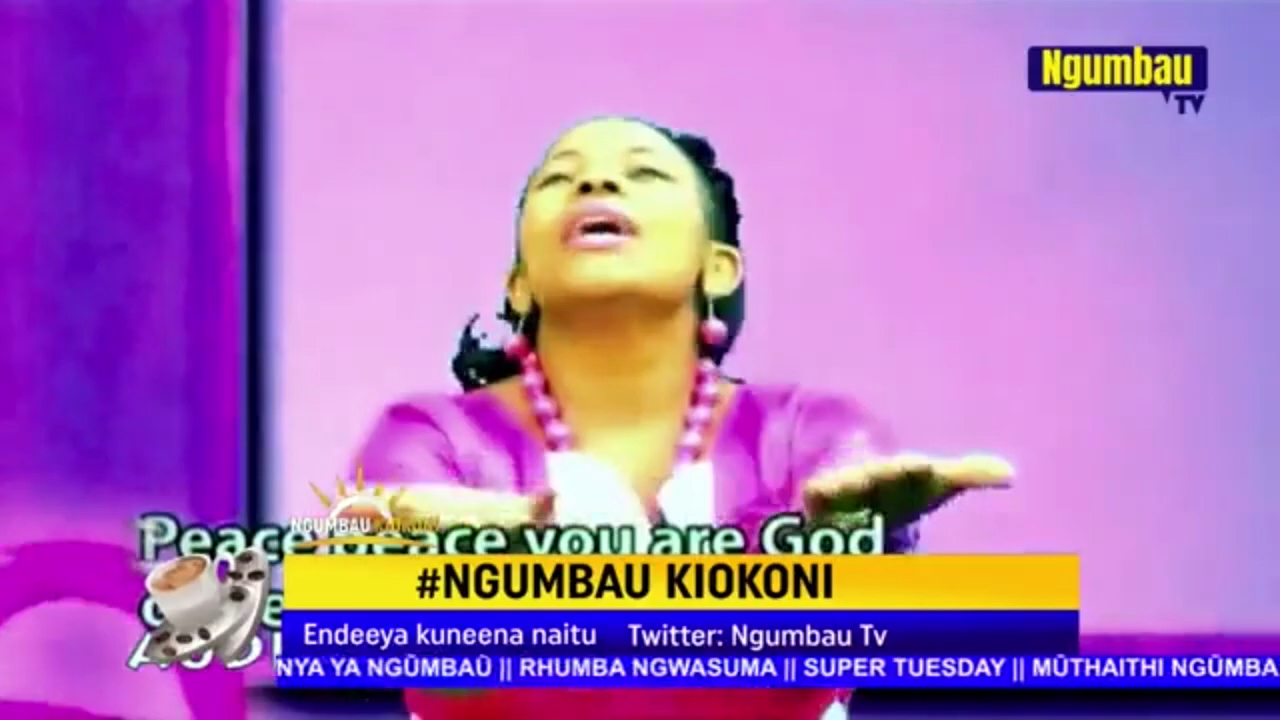 Ngumbau
TV
NGUMBAU KIOKONI
Peace peace you are God
#NGUMBAU KIOKONI
Endeeya kuneena naitu Twitter: Ngumbau Tv
NYA YA NGŨMBAŨ || RHUMBA NGWASUMA || SUPER TUESDAY || MŨTHAITHI NGŨMBA